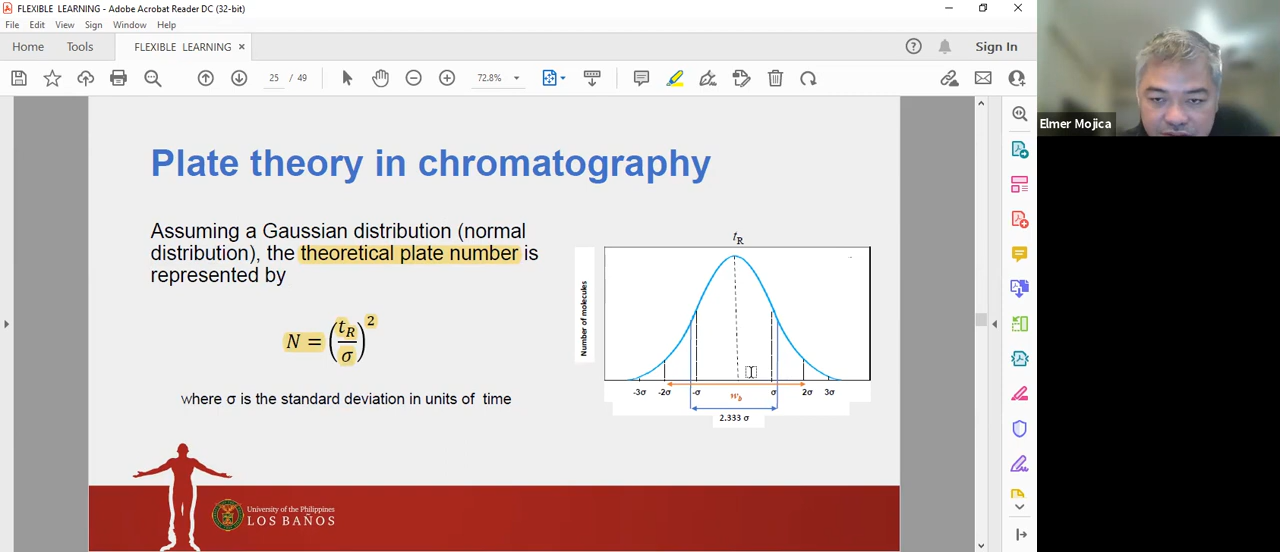 FLEXIBLE LEARNING - Adobe Acrobat Reader DC (32-bit)
File Edit View Sign Window Help
Home Tools FLEXIBLE LEARNING × Sign In
25 / 49 72.8%
Elmer Mojica
Plate theory in chromatography
Assuming a Gaussian distribution (normal
distribution), the theoretical plate number is
represented by
N = (tR/σ)²
where σ is the standard deviation in units of time
tR
Number of molecules
-3σ -2σ -σ σ 2σ 3σ
wb
2.333 σ
University of the Philippines
LOS BAÑOS